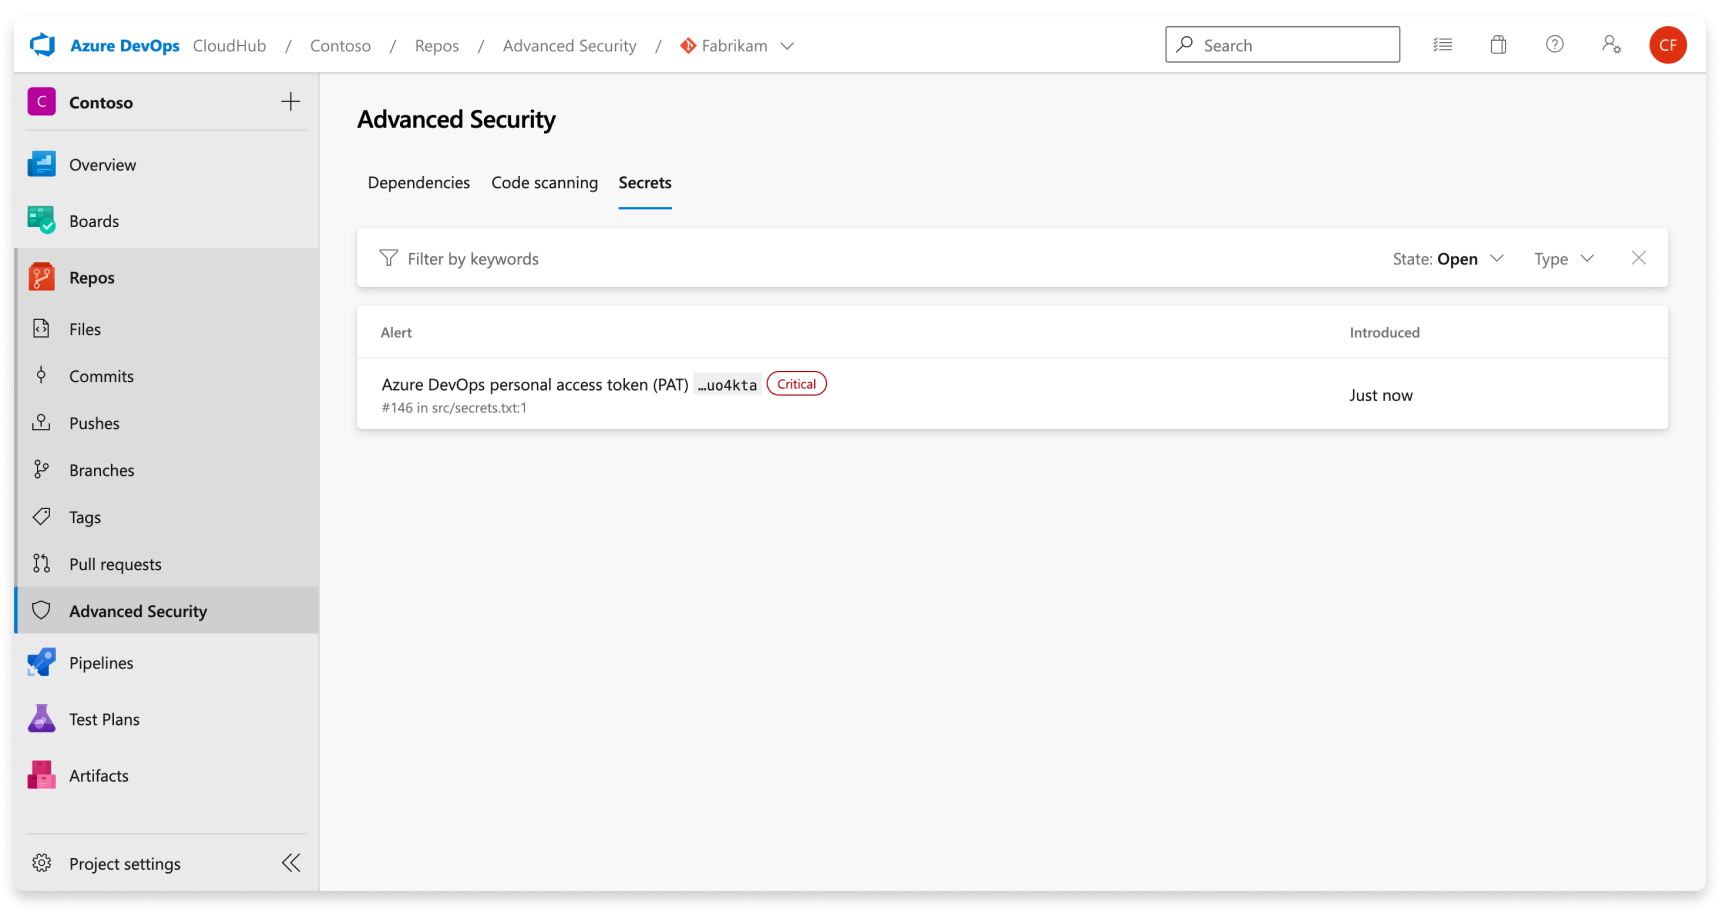 Azure DevOps CloudHub / Contoso / Repos / Advanced Security / Fabrikam
Search
CF
C Contoso
Overview
Boards
Repos
Files
Commits
Pushes
Branches
Tags
Pull requests
Advanced Security
Pipelines
Test Plans
Artifacts
Project settings
Advanced Security
Dependencies Code scanning Secrets
Filter by keywords State: Open Type
Alert Introduced
Azure DevOps personal access token (PAT) …uo4kta Critical
#146 in src/secrets.txt:1
Just now